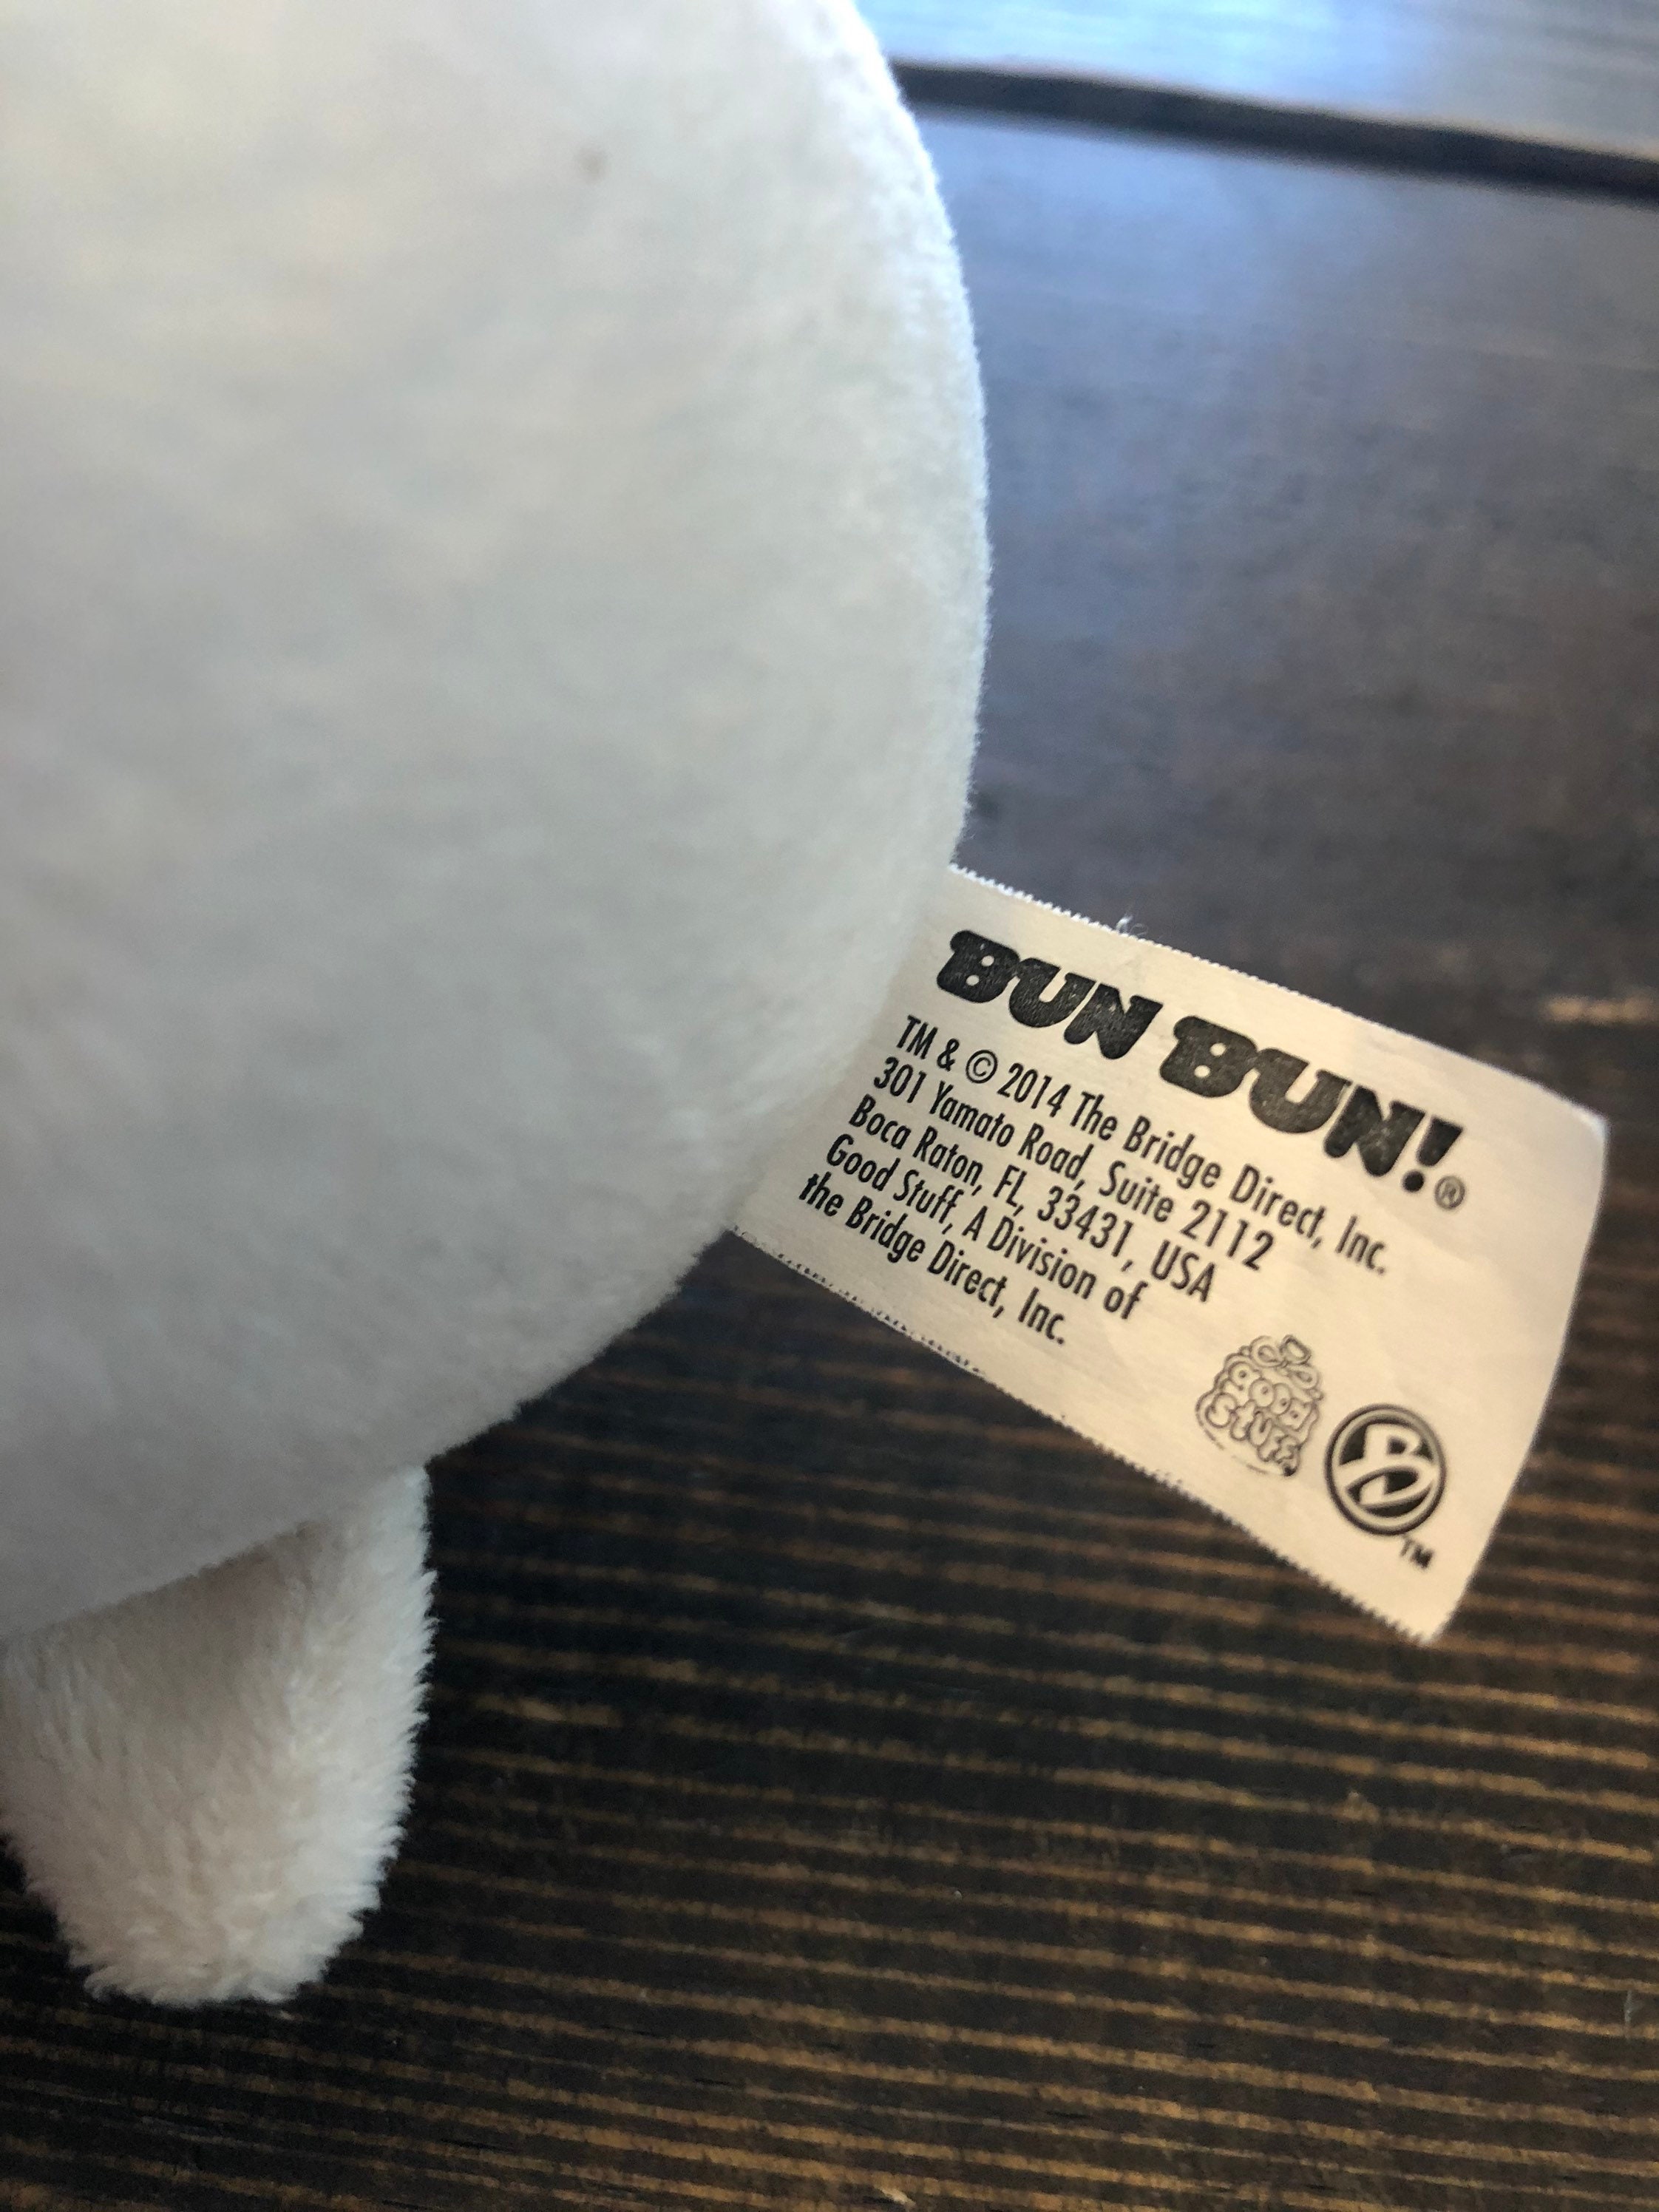 BUN BUN!®
TM & © 2014 The Bridge Direct, Inc.
301 Yamato Road, Suite 2112
Boca Raton, FL, 33431, USA
Good Stuff, A Division of
the Bridge Direct, Inc.
Good
Stuff
TM